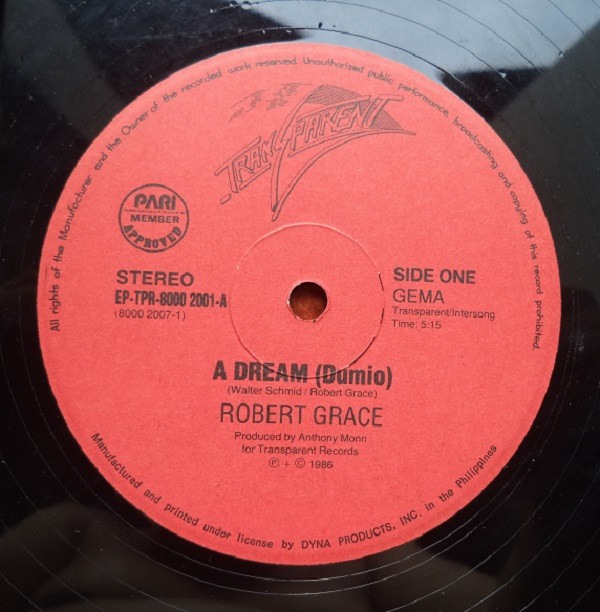 All rights of the Manufacturer and the Owner of the recorded work reserved. Unauthorized public performance, broadcasting and copying of this record prohibited.
TRANSPARENT
PARI
MEMBER
APPROVED
STEREO
EP-TPR-8000 2001-A
(8000 2007-1)
SIDE ONE
GEMA
Transparent/Intersong
Time: 5:15
A DREAM (Dumio)
(Walter Schmid / Robert Grace)
ROBERT GRACE
Produced by Anthony Monn
for Transparent Records
℗ + © 1986
Manufactured and printed under license by DYNA PRODUCTS, INC. in the Philippines